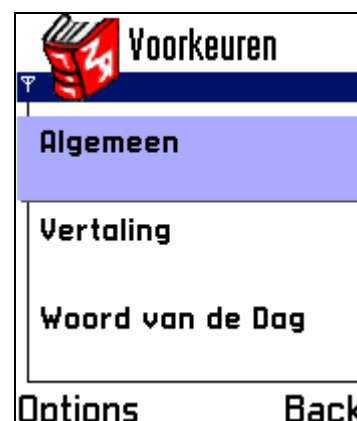 Voorkeuren
Algemeen
Vertaling
Woord van de Dag
Options Back